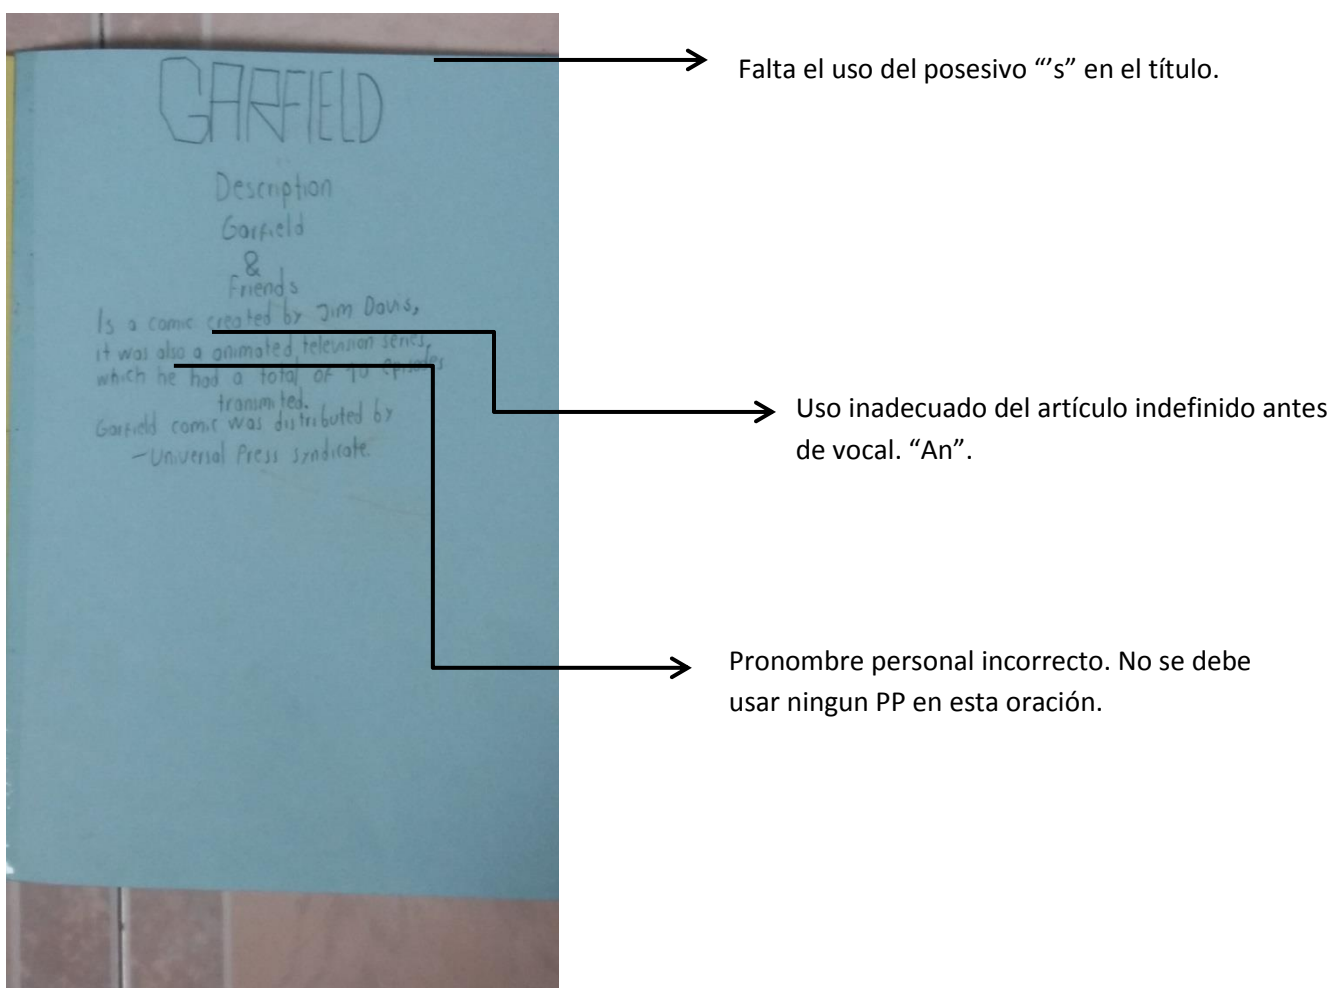 GARFIELD
Description
Garfield
&
Friends
Is a comic created by Jim Davis,
it was also a animated television series,
which he had a total of episodes
transmited.
Garfield comic was distributed by
-Universal Press syndicate.
Falta el uso del posesivo “’s” en el título.
Uso inadecuado del artículo indefinido antes
de vocal. “An”.
Pronombre personal incorrecto. No se debe
usar ningun PP en esta oración.